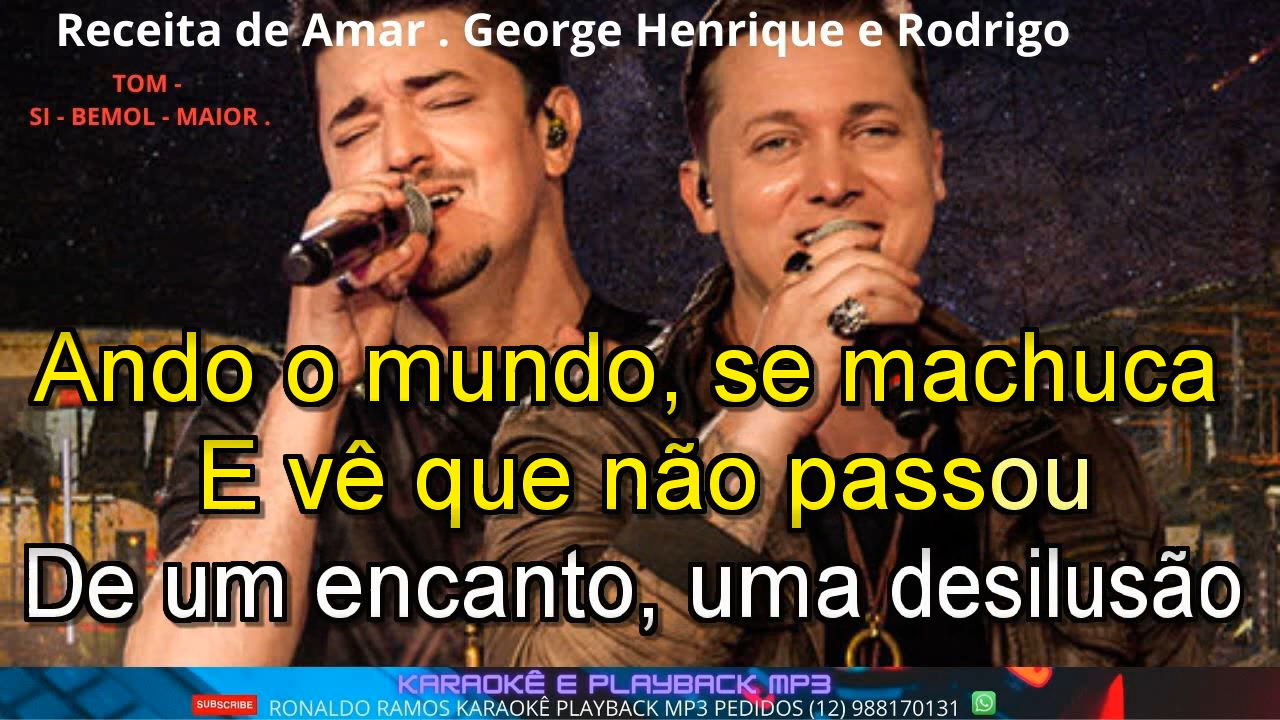 Receita de Amar . George Henrique e Rodrigo
TOM -
SI - BEMOL - MAIOR .
Ando o mundo, se machuca
E vê que não passou
De um encanto, uma desilusão
KARAOKÊ E PLAYBACK MP3
SUBSCRIBE RONALDO RAMOS KARAOKÊ PLAYBACK MP3 PEDIDOS (12) 988170131